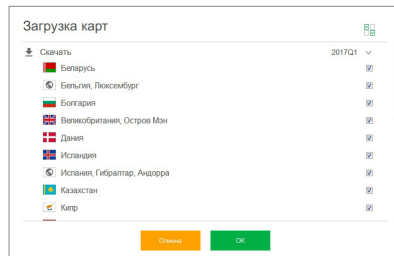 Загрузка карт
Скачать 2017Q1
Беларусь
Бельгия, Люксембург
Болгария
Великобритания, Остров Мэн
Дания
Исландия
Испания, Гибралтар, Андорра
Казахстан
Кипр
Отмена OK